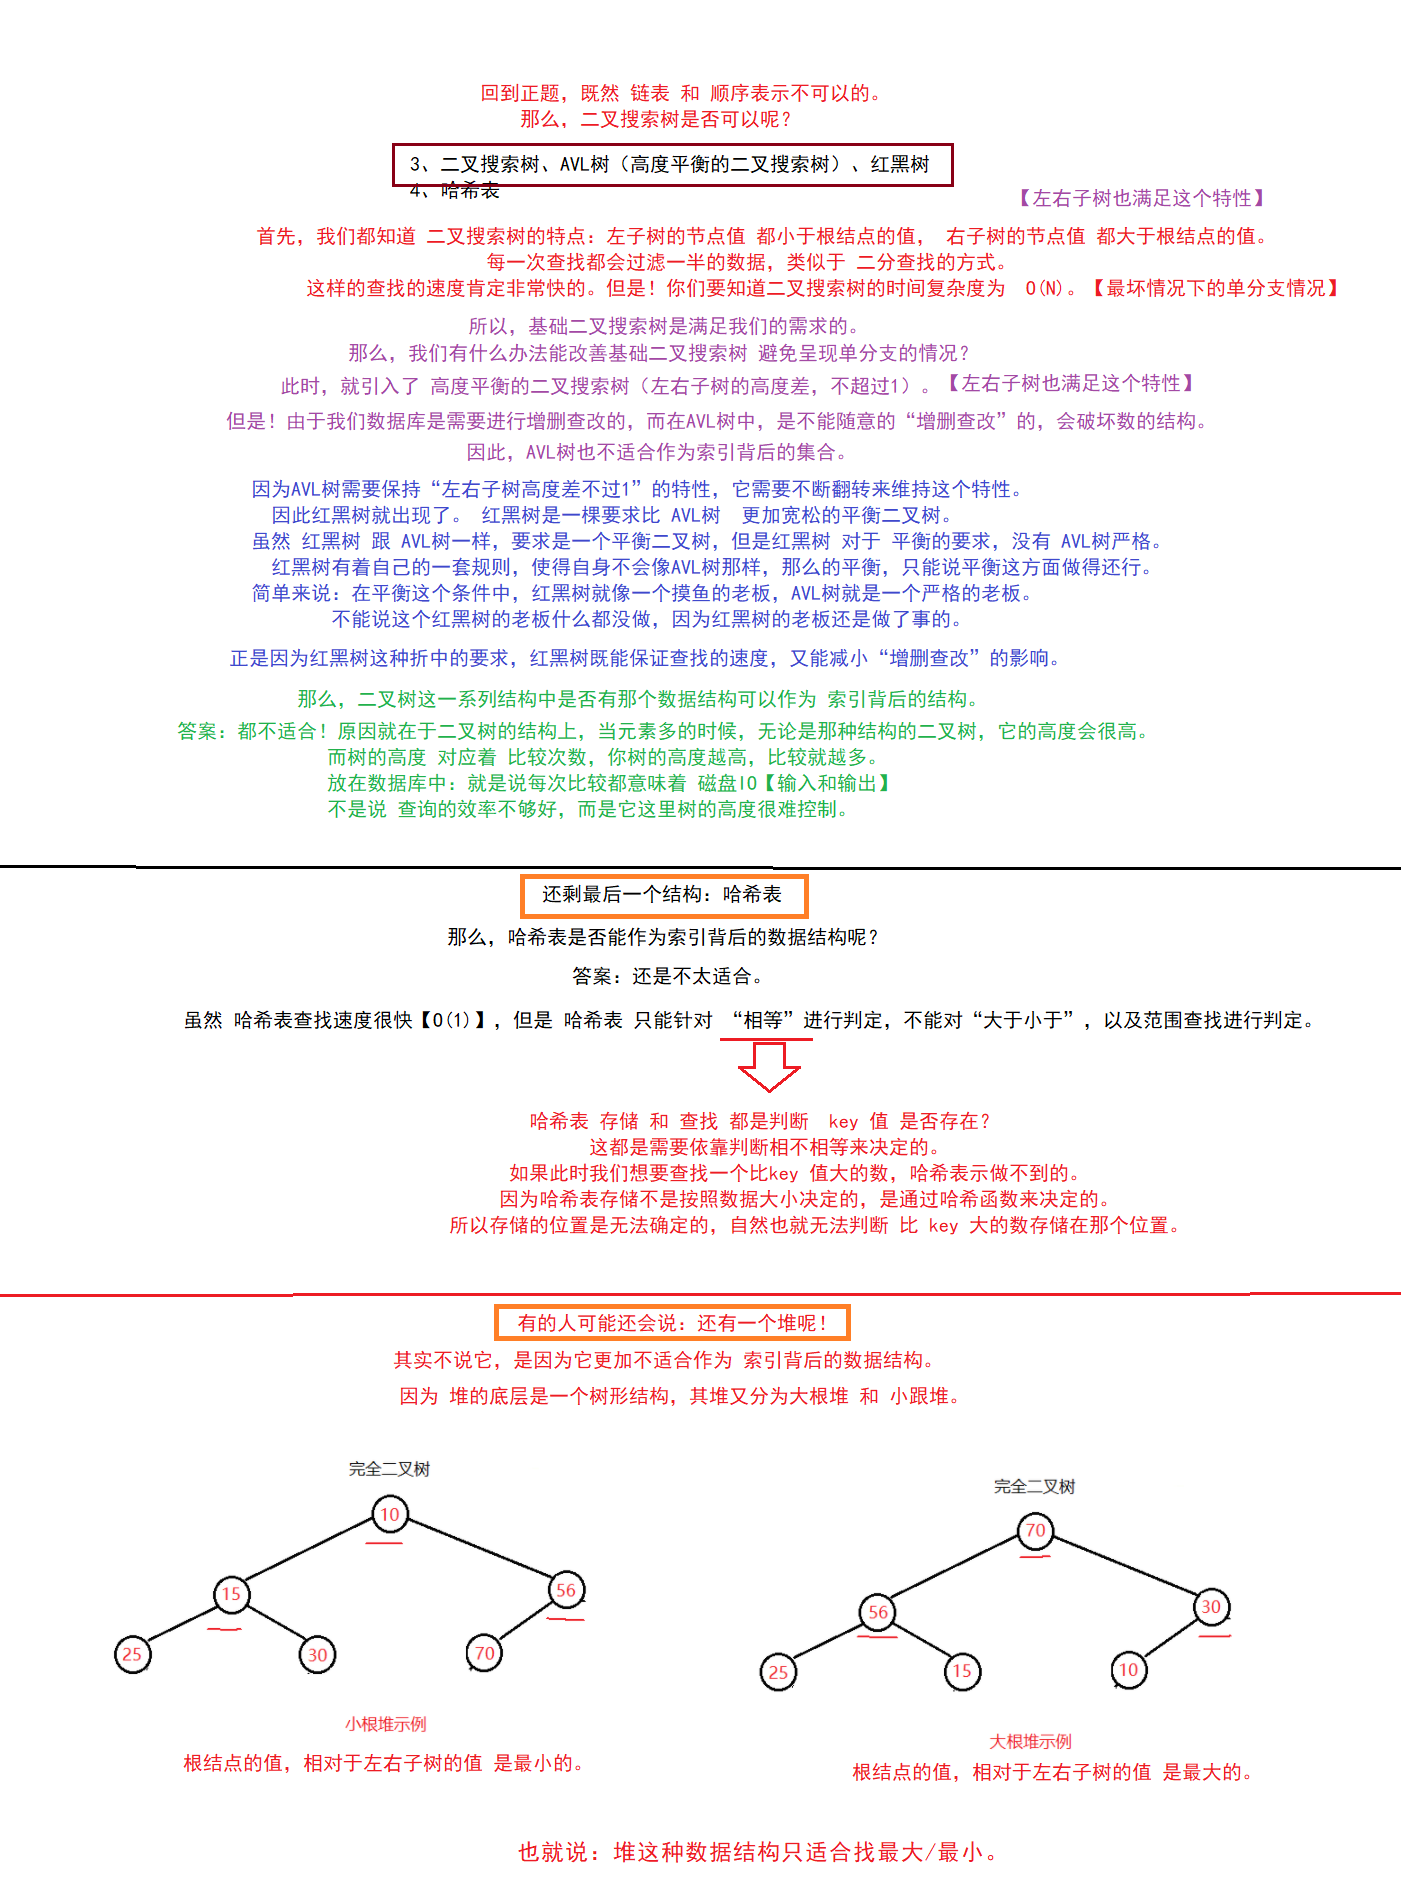 回到正题，既然 链表 和 顺序表示不可以的。
那么，二叉搜索树是否可以呢？
3、二叉搜索树、AVL树（高度平衡的二叉搜索树）、红黑树
4、哈希表
【左右子树也满足这个特性】
首先，我们都知道 二叉搜索树的特点：左子树的节点值 都小于根结点的值， 右子树的节点值 都大于根结点的值。
每一次查找都会过滤一半的数据，类似于 二分查找的方式。
这样的查找的速度肯定非常快的。但是！你们要知道二叉搜索树的时间复杂度为 O(N)。【最坏情况下的单分支情况】
所以，基础二叉搜索树是满足我们的需求的。
那么，我们有什么办法能改善基础二叉搜索树 避免呈现单分支的情况？
此时，就引入了 高度平衡的二叉搜索树（左右子树的高度差，不超过1）。【左右子树也满足这个特性】
但是！由于我们数据库是需要进行增删查改的，而在AVL树中，是不能随意的“增删查改”的，会破坏数的结构。
因此，AVL树也不适合作为索引背后的集合。
因为AVL树需要保持“左右子树高度差不过1”的特性，它需要不断翻转来维持这个特性。
因此红黑树就出现了。 红黑树是一棵要求比 AVL树 更加宽松的平衡二叉树。
虽然 红黑树 跟 AVL树一样，要求是一个平衡二叉树，但是红黑树 对于 平衡的要求，没有 AVL树严格。
红黑树有着自己的一套规则，使得自身不会像AVL树那样，那么的平衡，只能说平衡这方面做得还行。
简单来说：在平衡这个条件中，红黑树就像一个摸鱼的老板，AVL树就是一个严格的老板。
不能说这个红黑树的老板什么都没做，因为红黑树的老板还是做了事的。
正是因为红黑树这种折中的要求，红黑树既能保证查找的速度，又能减小“增删查改”的影响。
那么，二叉树这一系列结构中是否有那个数据结构可以作为 索引背后的结构。
答案：都不适合！原因就在于二叉树的结构上，当元素多的时候，无论是那种结构的二叉树，它的高度会很高。
而树的高度 对应着 比较次数，你树的高度越高，比较就越多。
放在数据库中：就是说每次比较都意味着 磁盘IO【输入和输出】
不是说 查询的效率不够好，而是它这里树的高度很难控制。
还剩最后一个结构：哈希表
那么，哈希表是否能作为索引背后的数据结构呢？
答案：还是不太适合。
虽然 哈希表查找速度很快【O(1)】，但是 哈希表 只能针对 “相等”进行判定，不能对“大于小于”，以及范围查找进行判定。
哈希表 存储 和 查找 都是判断 key 值 是否存在？
这都是需要依靠判断相不相等来决定的。
如果此时我们想要查找一个比key 值大的数，哈希表示做不到的。
因为哈希表存储不是按照数据大小决定的，是通过哈希函数来决定的。
所以存储的位置是无法确定的，自然也就无法判断 比 key 大的数存储在那个位置。
有的人可能还会说：还有一个堆呢！
其实不说它，是因为它更加不适合作为 索引背后的数据结构。
因为 堆的底层是一个树形结构，其堆又分为大根堆 和 小跟堆。
完全二叉树
10
15
56
25
30
70
小根堆示例
根结点的值，相对于左右子树的值 是最小的。
完全二叉树
70
56
30
25
15
10
大根堆示例
根结点的值，相对于左右子树的值 是最大的。
也就说：堆这种数据结构只适合找最大/最小。